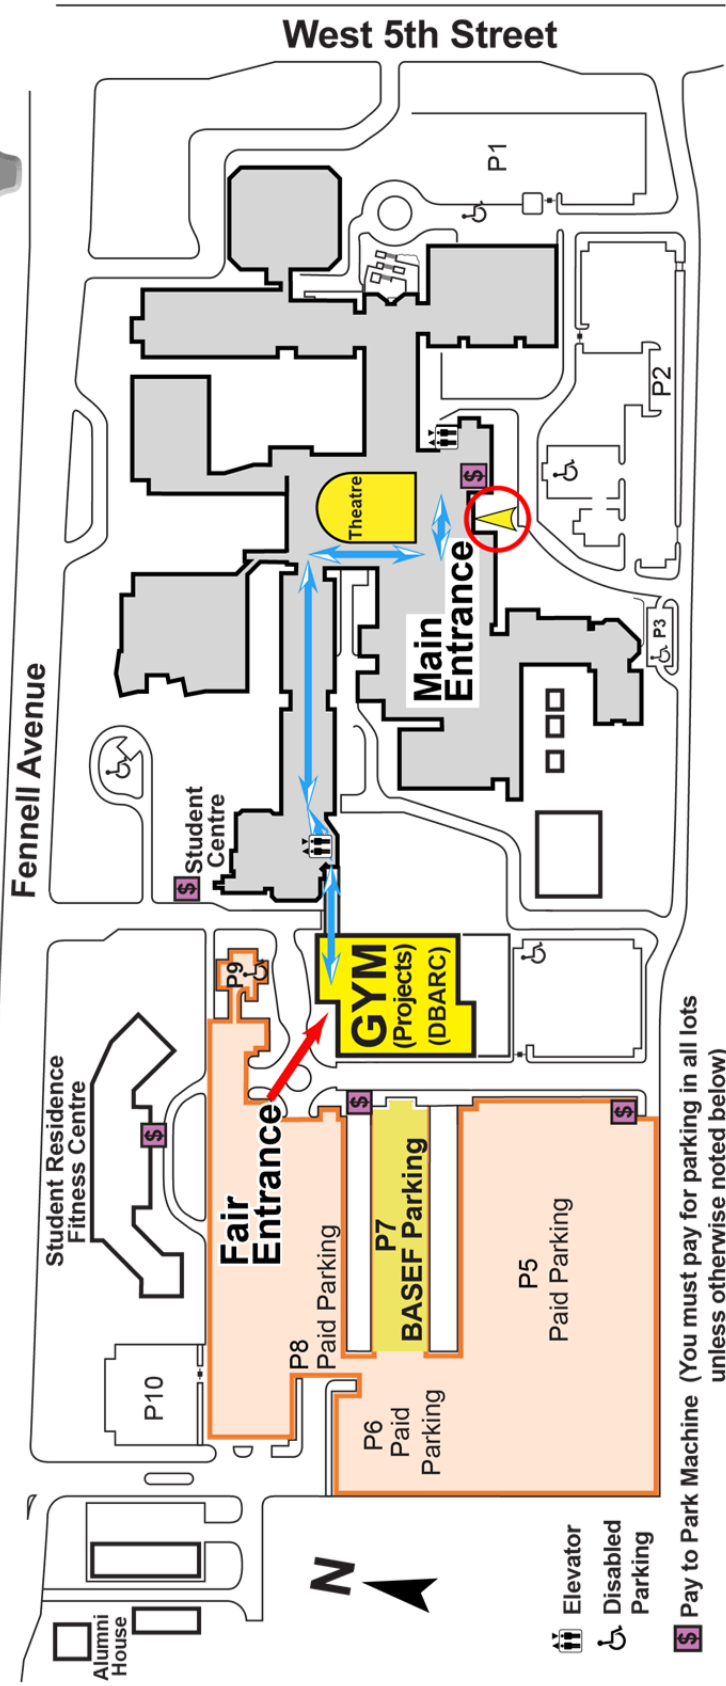 West 5th Street
Fennell Avenue
P1
P2
P3
Theatre
Main
Entrance
$
Student
Centre
$
P9
GYM
(Projects)
(DBARC)
Student Residence
Fitness Centre
$
Fair
Entrance
$
$
P7
BASEF Parking
P8
Paid Parking
P5
Paid Parking
P6
Paid
Parking
P10
N
Alumni
House
Elevator
Disabled
Parking
$ Pay to Park Machine (You must pay for parking in all lots
unless otherwise noted below)